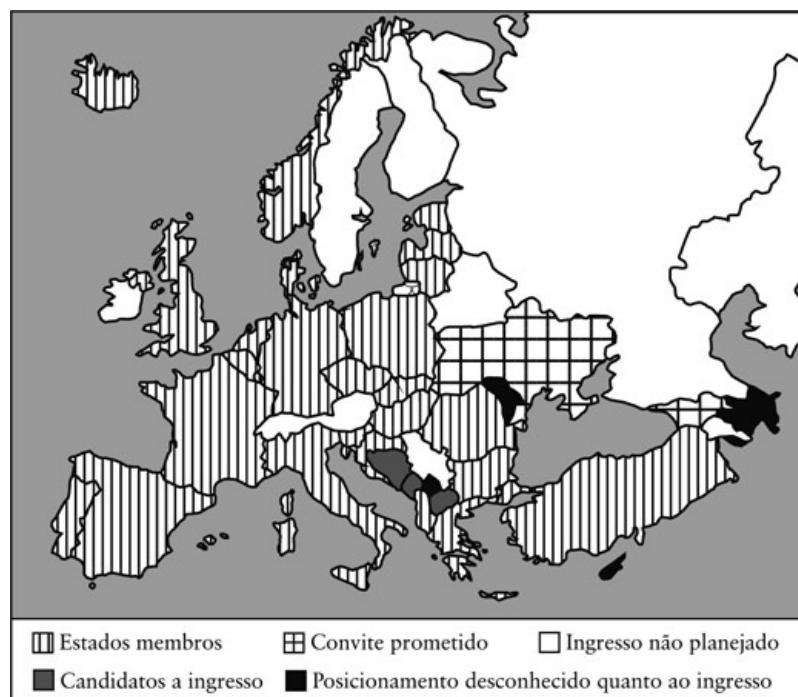 Estados membros Convite prometido Ingresso não planejado
Candidatos a ingresso Posicionamento desconhecido quanto ao ingresso